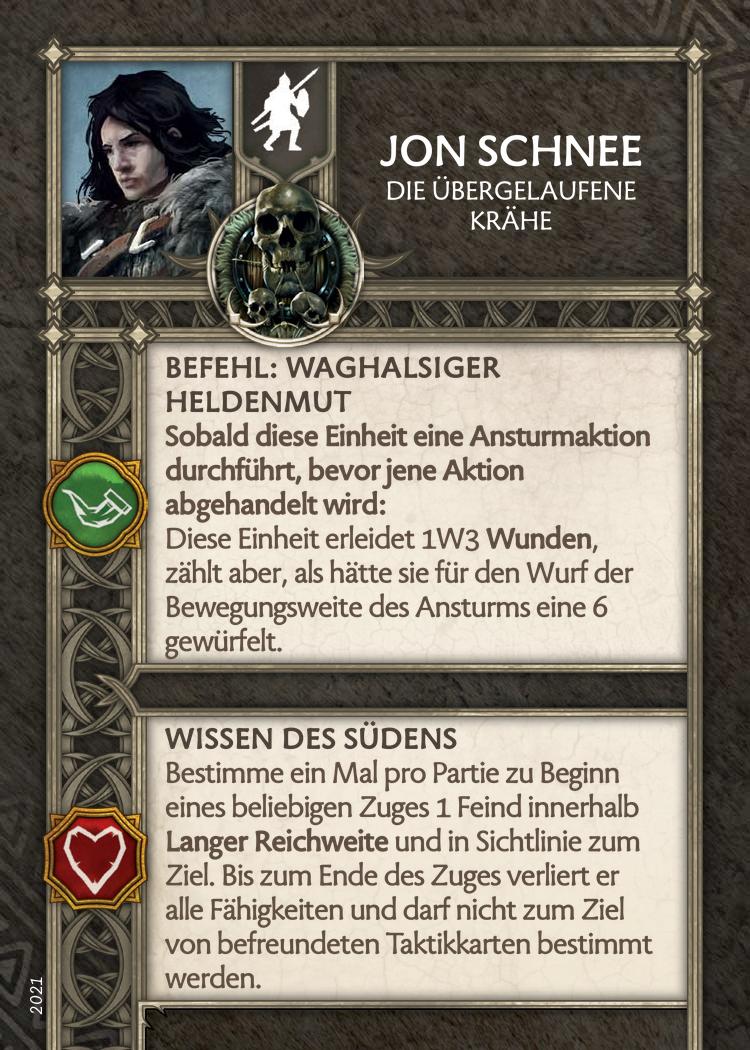 JON SCHNEE
DIE ÜBERGELAUFENE
KRÄHE
BEFEHL: WAGHALSIGER
HELDENMUT
Sobald diese Einheit eine Ansturmaktion
durchführt, bevor jene Aktion
abgehandelt wird:
Diese Einheit erleidet 1W3 Wunden,
zählt aber, als hätte sie für den Wurf der
Bewegungsweite des Ansturms eine 6
gewürfelt.
WISSEN DES SÜDENS
Bestimme ein Mal pro Partie zu Beginn
eines beliebigen Zuges 1 Feind innerhalb
Langer Reichweite und in Sichtlinie zum
Ziel. Bis zum Ende des Zuges verliert er
alle Fähigkeiten und darf nicht zum Ziel
von befreundeten Taktikkarten bestimmt
werden.
2021